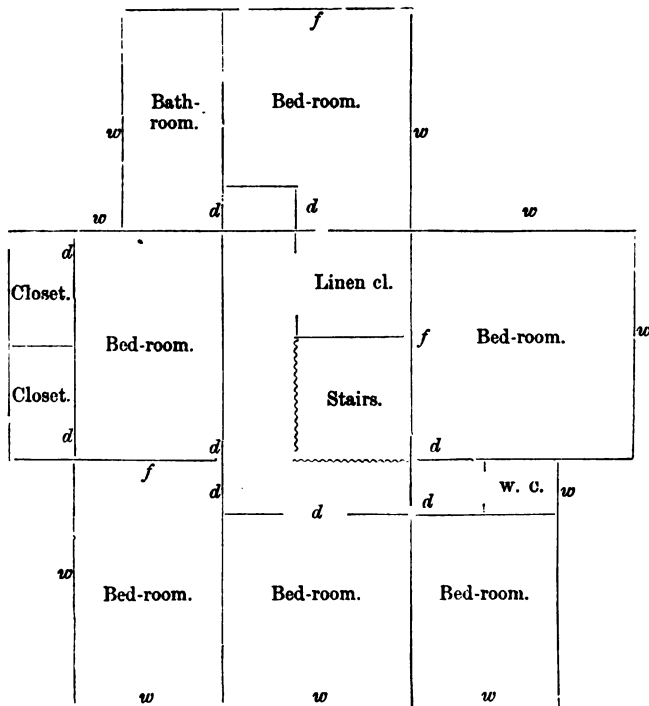 f
Bath-
room.
Bed-room.
w
w
w
d
d
w
d
Closet.
Linen cl.
Bed-room.
f
Bed-room.
w
Closet.
Stairs.
d
d
d
f
d
w. c.
w
d
d
w
Bed-room.
Bed-room.
Bed-room.
w
w
w